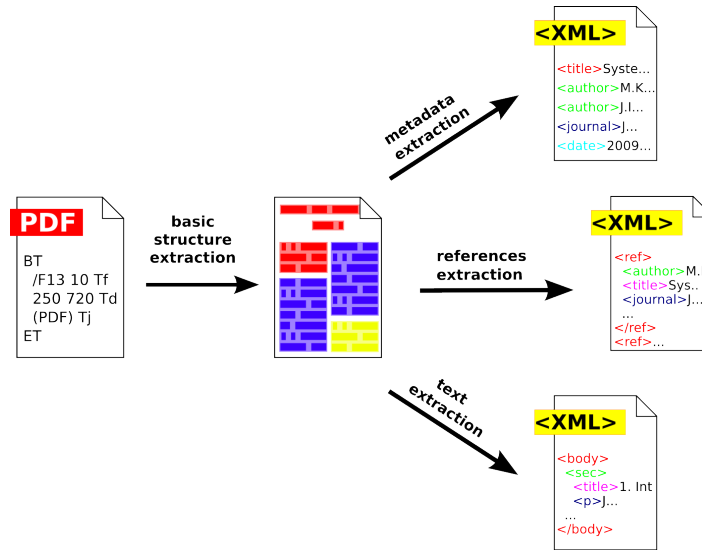 PDF
BT
/F13 10 Tf
250 720 Td
(PDF) Tj
ET
basic
structure
extraction
metadata
extraction
<XML>
<title>Syste...
<author>M.K...
<author>J.I...
<journal>J...
<date>2009...
references
extraction
<XML>
<ref>
<author>M.
<title>Sys..
<journal>J...
...
</ref>
<ref>...
text
extraction
<XML>
<body>
<sec>
<title>1. Int
<p>J...
...
</body>